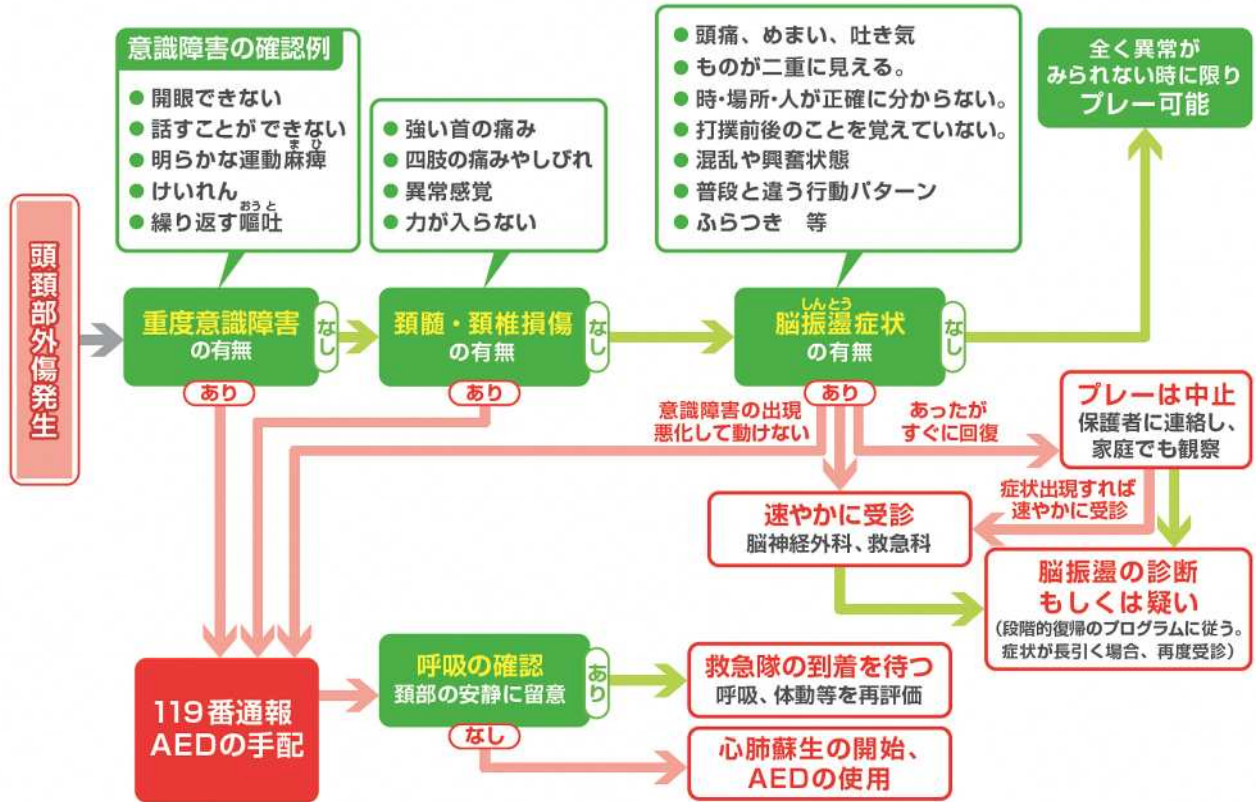 意識障害の確認例
● 開眼できない
● 話すことができない
● 明らかな運動麻痺
まひ
● けいれん
● 繰り返す嘔吐
おうと
● 強い首の痛み
● 四肢の痛みやしびれ
● 異常感覚
● 力が入らない
● 頭痛、めまい、吐き気
● ものが二重に見える。
● 時・場所・人が正確に分からない。
● 打撲前後のことを覚えていない。
● 混乱や興奮状態
● 普段と違う行動パターン
● ふらつき 等
全く異常が
みられない時に限り
プレー可能
頭頚部外傷発生
重度意識障害
の有無
なし
あり
頚髄・頚椎損傷
の有無
なし
あり
しんとう
脳振盪症状
の有無
なし
あり
意識障害の出現
悪化して動けない
あったが
すぐに回復
プレーは中止
保護者に連絡し、
家庭でも観察
症状出現すれば
速やかに受診
速やかに受診
脳神経外科、救急科
脳振盪の診断
もしくは疑い
(段階的復帰のプログラムに従う。
症状が長引く場合、再度受診)
119番通報
AEDの手配
呼吸の確認
頚部の安静に留意
あり
なし
救急隊の到着を待つ
呼吸、体動等を再評価
心肺蘇生の開始、
AEDの使用